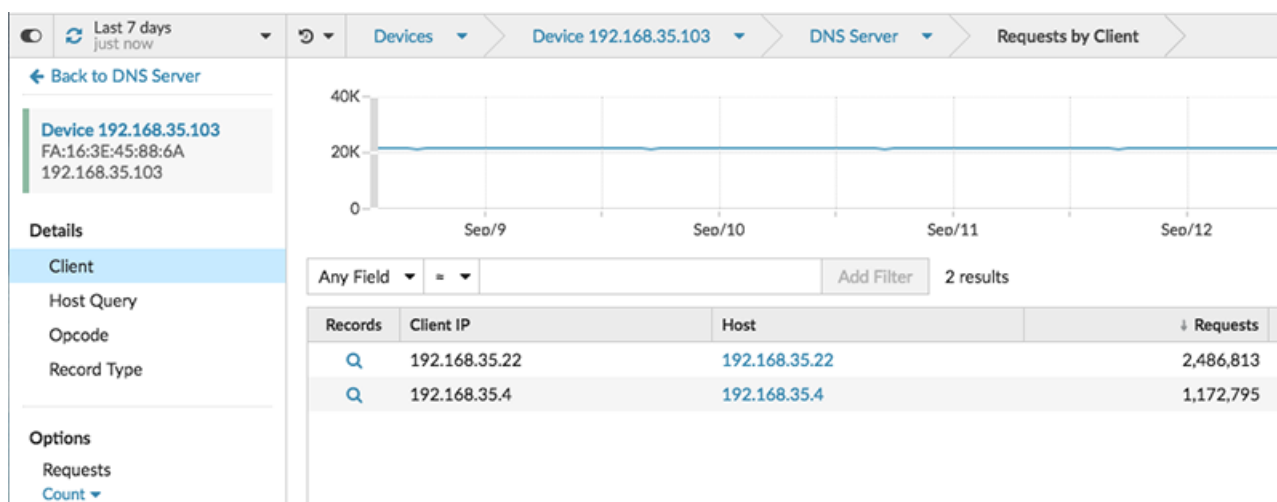 Last 7 days
just now
Devices
Device 192.168.35.103
DNS Server
Requests by Client
Back to DNS Server
Device 192.168.35.103
FA:16:3E:45:88:6A
192.168.35.103
Details
Client
Host Query
Opcode
Record Type
Options
Requests
Count
40K
20K
0
Sep/9 Sep/10 Sep/11 Sep/12
Any Field ≈ Add Filter 2 results
Records Client IP Host ↓ Requests
192.168.35.22 192.168.35.22 2,486,813
192.168.35.4 192.168.35.4 1,172,795